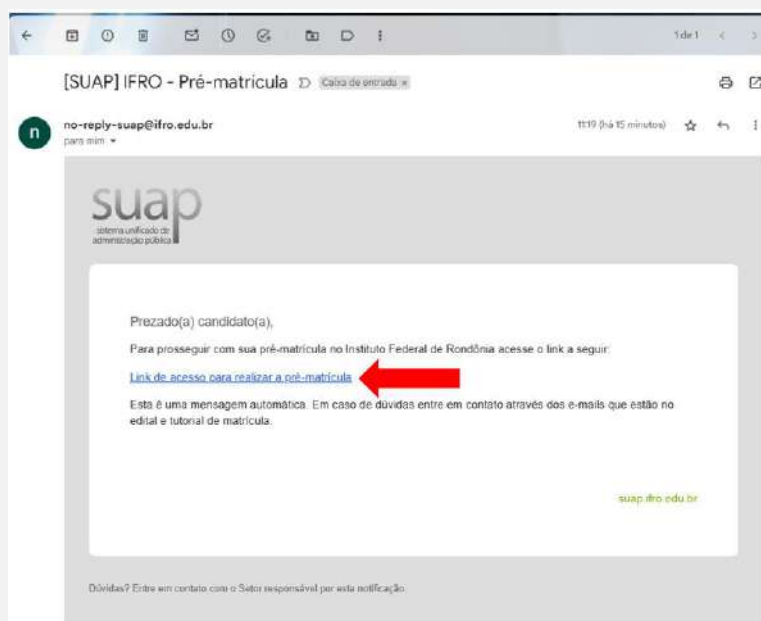 1 de 1
[SUAP] IFRO - Pré-matrícula Caixa de entrada ×
n
no-reply-suap@ifro.edu.br
11:19 (há 15 minutos)
para mim
suap
sistema unificado de
administração pública
Prezado(a) candidato(a),
Para prosseguir com sua pré-matrícula no Instituto Federal de Rondônia acesse o link a seguir:
Link de acesso para realizar a pré-matrícula
Esta é uma mensagem automática. Em caso de dúvidas entre em contato através dos e-mails que estão no
edital e tutorial de matrícula.
suap.ifro.edu.br
Dúvidas? Entre em contato com o Setor responsável por esta notificação.